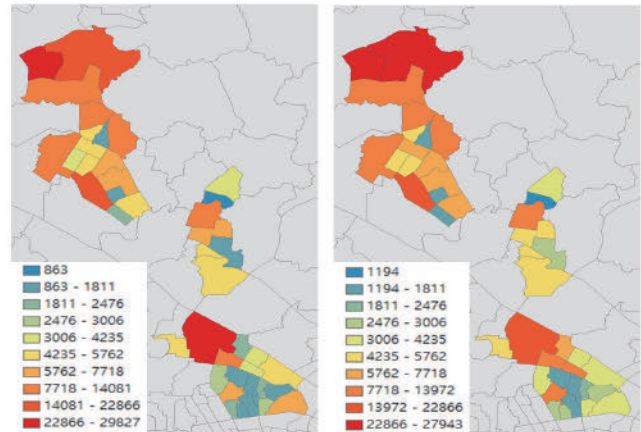 863
863 - 1811
1811 - 2476
2476 - 3006
3006 - 4235
4235 - 5762
5762 - 7718
7718 - 14081
14081 - 22866
22866 - 29827
1194
1194 - 1811
1811 - 2476
2476 - 3006
3006 - 4235
4235 - 5762
5762 - 7718
7718 - 13972
13972 - 22866
22866 - 27943